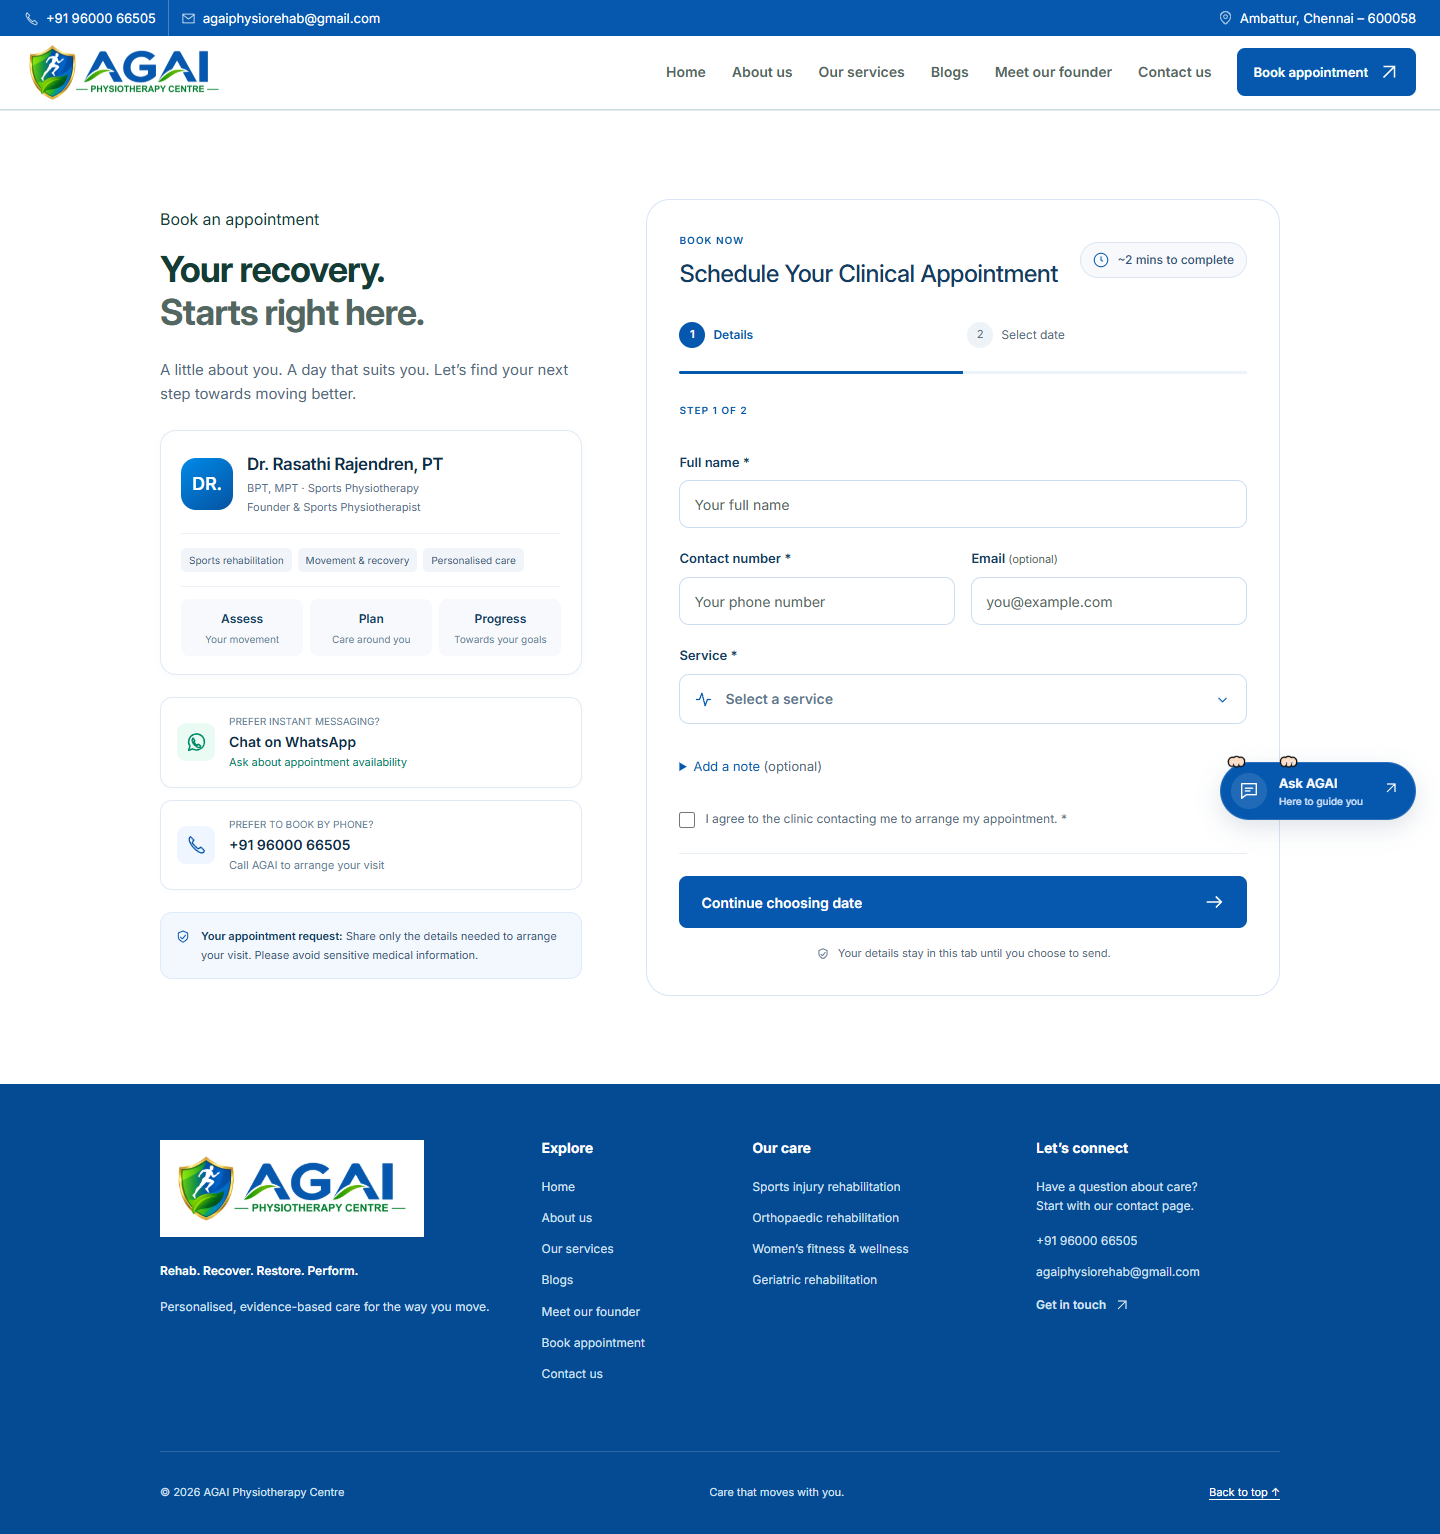 +91 96000 66505
agaiphysiorehab@gmail.com
Ambattur, Chennai – 600058
AGAI
PHYSIOTHERAPY CENTRE
Home
About us
Our services
Blogs
Meet our founder
Contact us
Book appointment
Book an appointment
Your recovery.
Starts right here.
A little about you. A day that suits you. Let’s find your next
step towards moving better.
DR.
Dr. Rasathi Rajendren, PT
BPT, MPT · Sports Physiotherapy
Founder & Sports Physiotherapist
Sports rehabilitation
Movement & recovery
Personalised care
Assess
Your movement
Plan
Care around you
Progress
Towards your goals
PREFER INSTANT MESSAGING?
Chat on WhatsApp
Ask about appointment availability
PREFER TO BOOK BY PHONE?
+91 96000 66505
Call AGAI to arrange your visit
Your appointment request: Share only the details needed to arrange
your visit. Please avoid sensitive medical information.
BOOK NOW
Schedule Your Clinical Appointment
~2 mins to complete
1 Details
2 Select date
STEP 1 OF 2
Full name *
Your full name
Contact number *
Your phone number
Email (optional)
you@example.com
Service *
Select a service
Add a note (optional)
I agree to the clinic contacting me to arrange my appointment. *
Continue choosing date
Your details stay in this tab until you choose to send.
Ask AGAI
Here to guide you
AGAI
PHYSIOTHERAPY CENTRE
Rehab. Recover. Restore. Perform.
Personalised, evidence-based care for the way you move.
Explore
Home
About us
Our services
Blogs
Meet our founder
Book appointment
Contact us
Our care
Sports injury rehabilitation
Orthopaedic rehabilitation
Women’s fitness & wellness
Geriatric rehabilitation
Let’s connect
Have a question about care?
Start with our contact page.
+91 96000 66505
agaiphysiorehab@gmail.com
Get in touch
© 2026 AGAI Physiotherapy Centre
Care that moves with you.
Back to top ↑